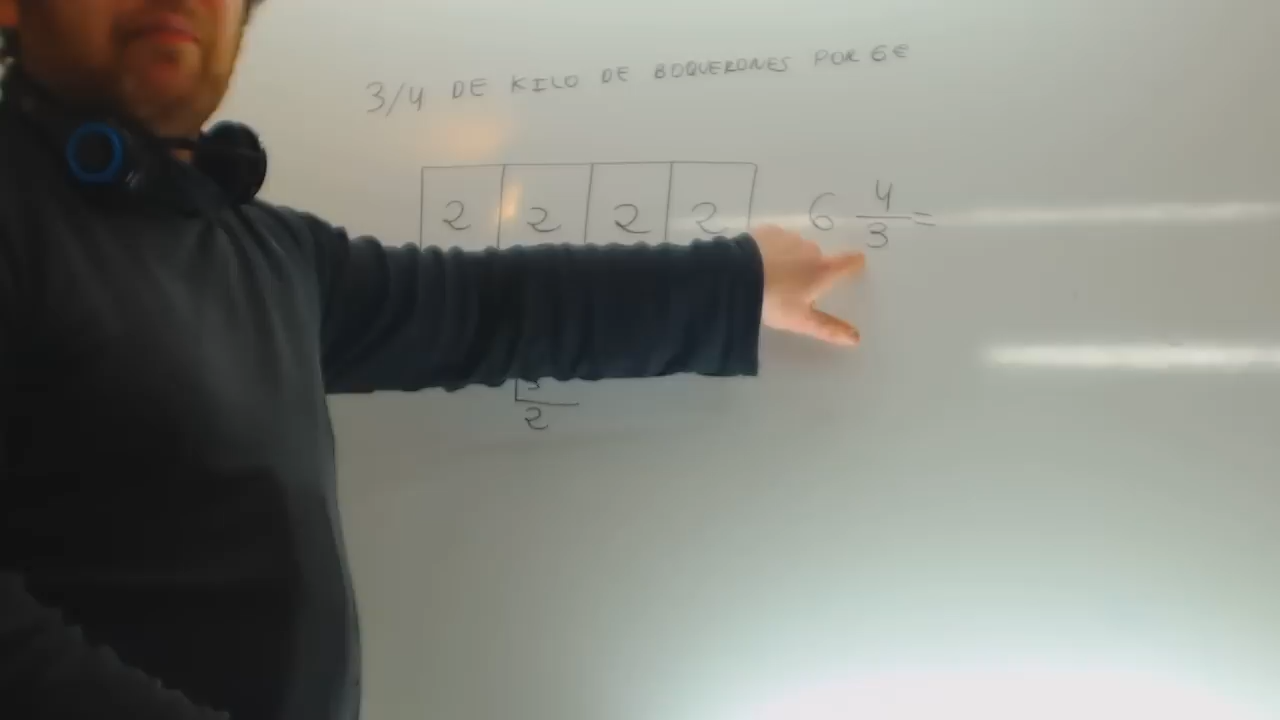 3/4 DE KILO DE BOQUERONES POR 6€
2 2 2 2
6 4/3 =
2